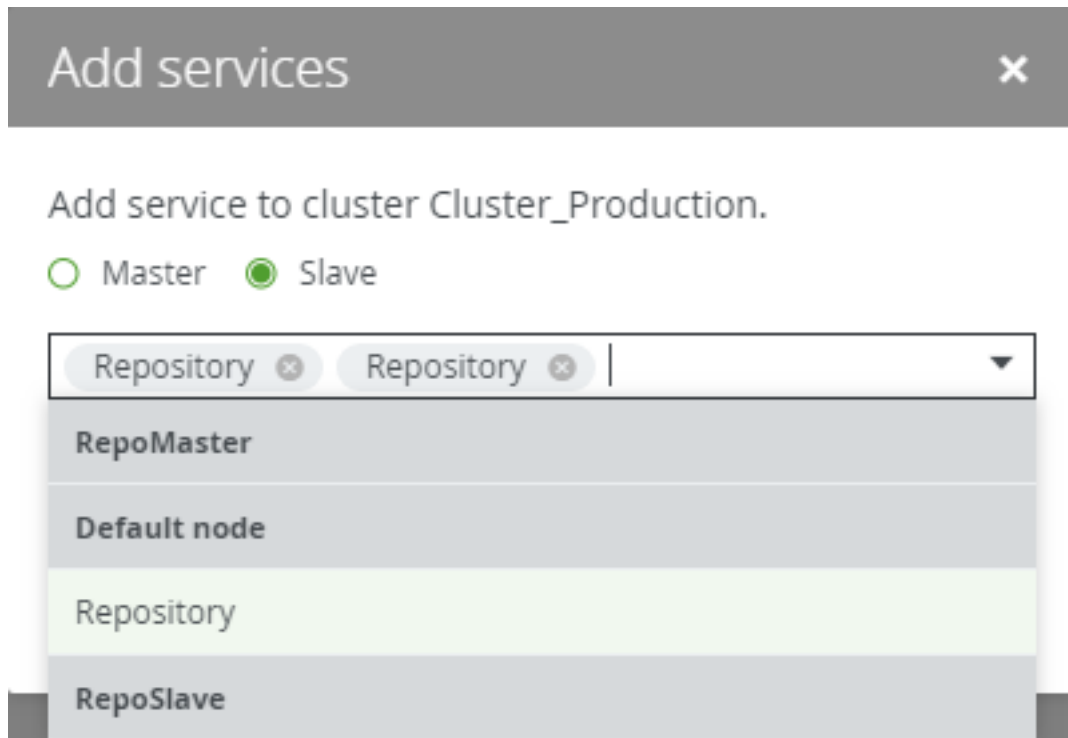 Add services
Add service to cluster Cluster_Production.
Master Slave
Repository Repository
RepoMaster
Default node
Repository
RepoSlave